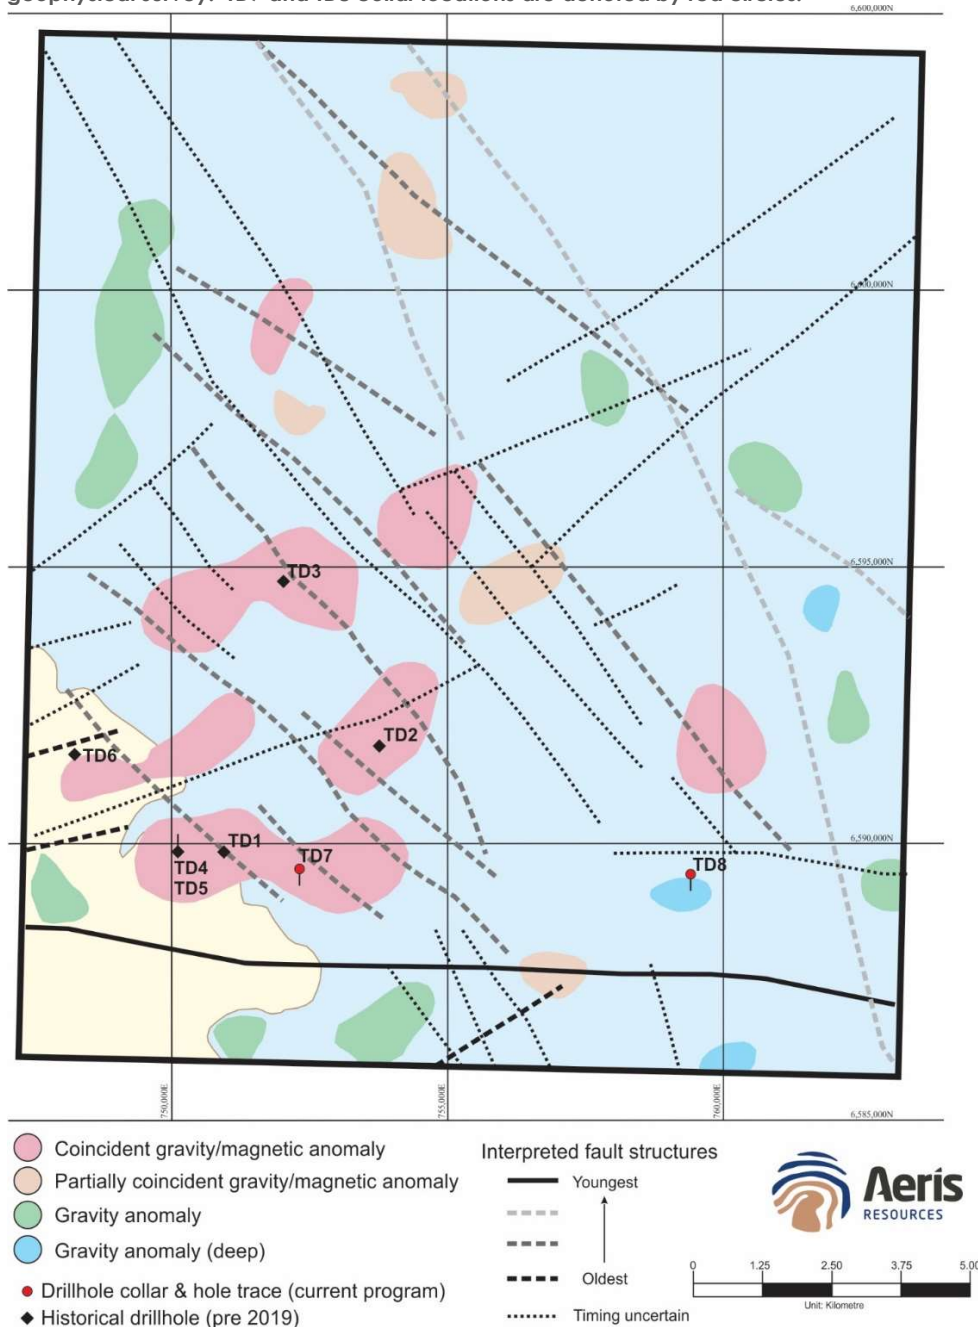 geophysical survey. TD7 and TD8 collar locations are denoted by red circles.
6,600,000N
6,600,000N
6,595,000N
TD3
TD2
TD6
6,590,000N
TD1
TD4
TD5
TD7
TD8
750,000E
755,000E
760,000E
6,585,000N
Coincident gravity/magnetic anomaly
Partially coincident gravity/magnetic anomaly
Gravity anomaly
Gravity anomaly (deep)
Drillhole collar & hole trace (current program)
Historical drillhole (pre 2019)
Interpreted fault structures
Youngest
Oldest
Timing uncertain
Aeris
RESOURCES
0 1.25 2.50 3.75 5.00
Unit: Kilometre